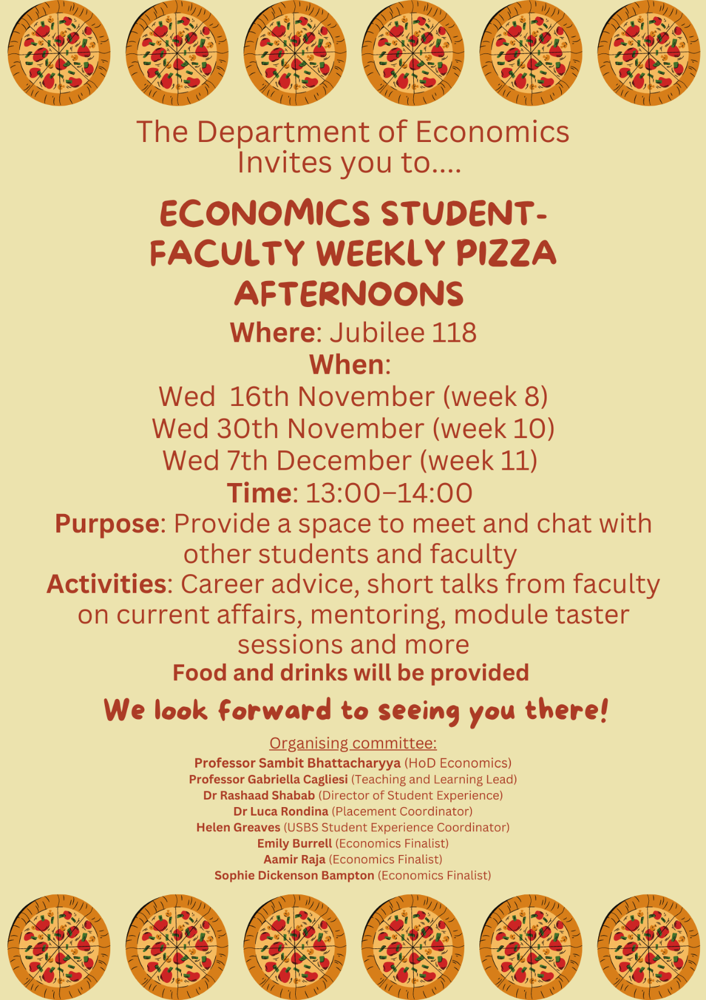 The Department of Economics
Invites you to....
ECONOMICS STUDENT-
FACULTY WEEKLY PIZZA
AFTERNOONS
Where: Jubilee 118
When:
Wed  16th November (week 8)
Wed 30th November (week 10)
Wed 7th December (week 11)
Time: 13:00–14:00
Purpose: Provide a space to meet and chat with
other students and faculty
Activities: Career advice, short talks from faculty
on current affairs, mentoring, module taster
sessions and more
Food and drinks will be provided
We look forward to seeing you there!
Organising committee:
Professor Sambit Bhattacharyya (HoD Economics)
Professor Gabriella Cagliesi (Teaching and Learning Lead)
Dr Rashaad Shabab (Director of Student Experience)
Dr Luca Rondina (Placement Coordinator)
Helen Greaves (USBS Student Experience Coordinator)
Emily Burrell (Economics Finalist)
Aamir Raja (Economics Finalist)
Sophie Dickenson Bampton (Economics Finalist)